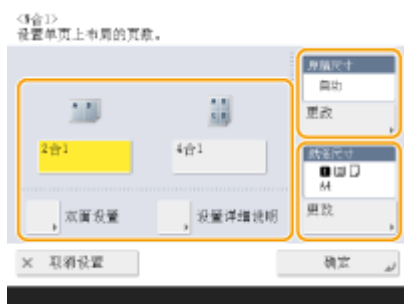 <N合1>
设置单页上布局的页数。
原稿尺寸
自动
更改
2合1
4合1
纸张尺寸
A4
更改
双面设置
设置详细说明
取消设置
确定